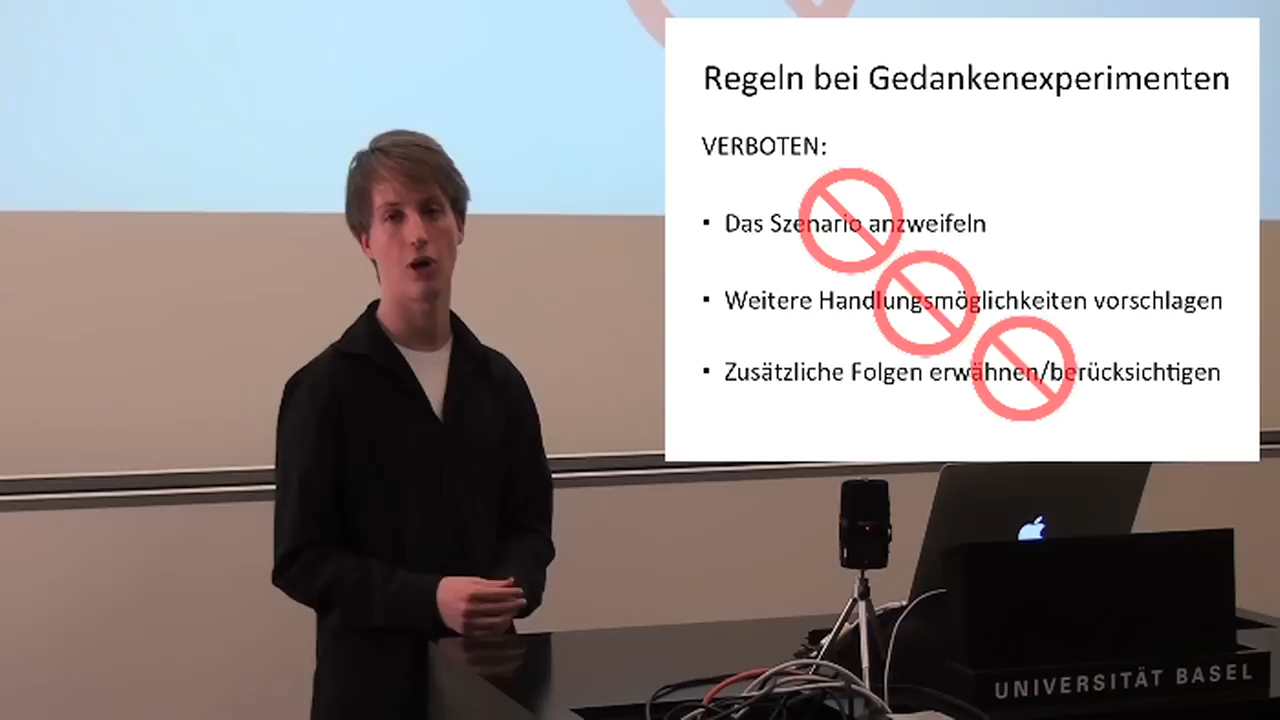 Regeln bei Gedankenexperimenten
VERBOTEN:
▪ Das Szenario anzweifeln
▪ Weitere Handlungsmöglichkeiten vorschlagen
▪ Zusätzliche Folgen erwähnen/berücksichtigen
UNIVERSITÄT BASEL